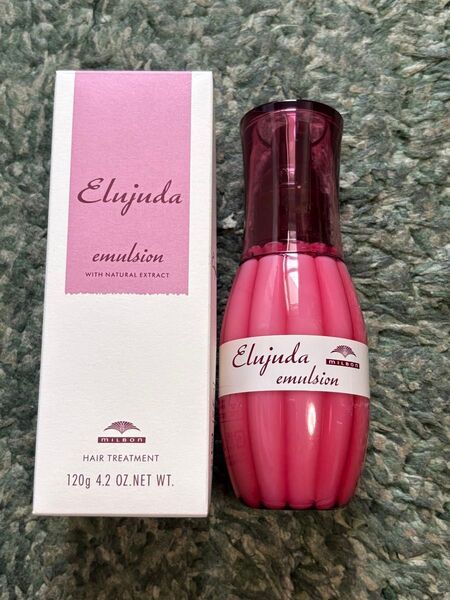 Elujuda
emulsion
WITH NATURAL EXTRACT
MILBON
HAIR TREATMENT
120g 4.2 OZ.NET WT.
Elujuda
MILBON
emulsion